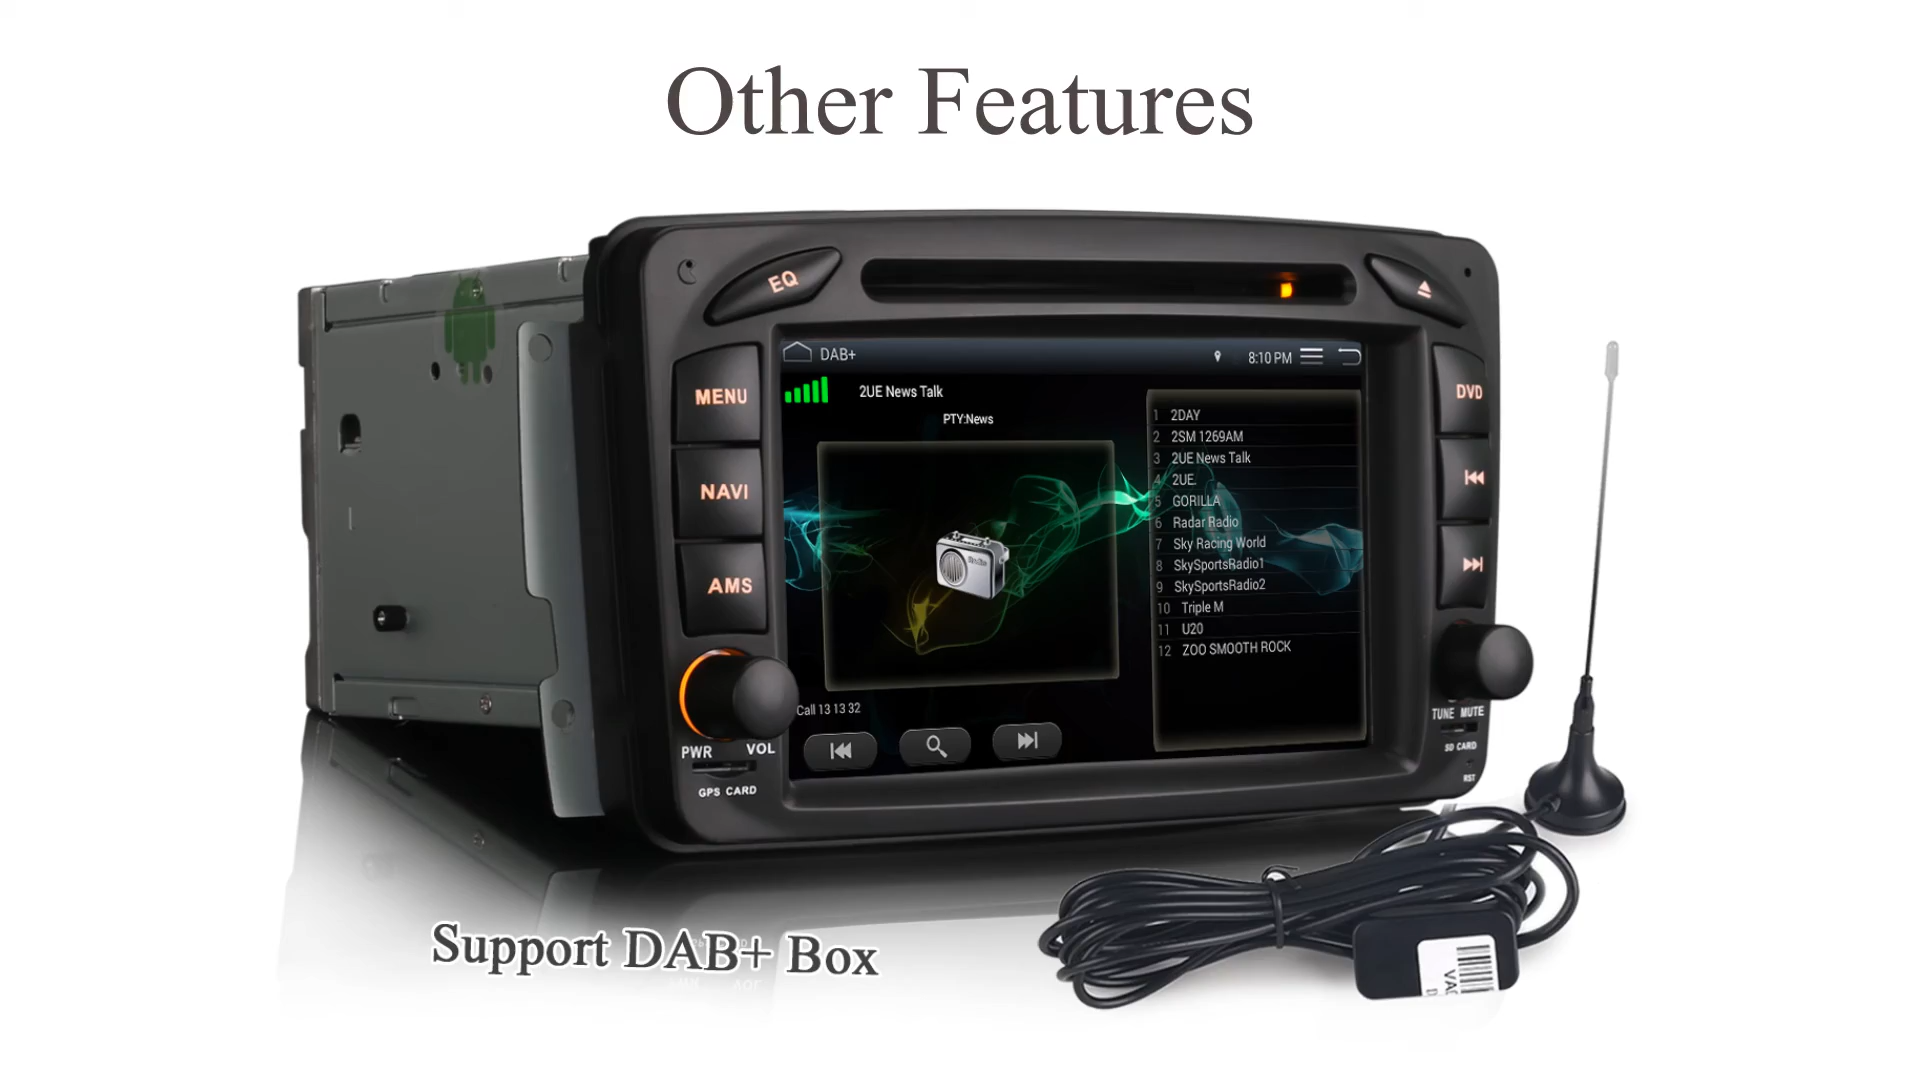 Other Features
EQ
DAB+
8:10 PM
MENU
NAVI
AMS
PWR
VOL
GPS CARD
2UE News Talk
PTY:News
Call 13 13 32
1 2DAY
2 2SM 1269AM
3 2UE News Talk
4 2UE.
5 GORILLA
6 Radar Radio
7 Sky Racing World
8 SkySportsRadio1
9 SkySportsRadio2
10 Triple M
11 U20
12 ZOO SMOOTH ROCK
DVD
TUNE MUTE
SD CARD
RST
Support DAB+ Box